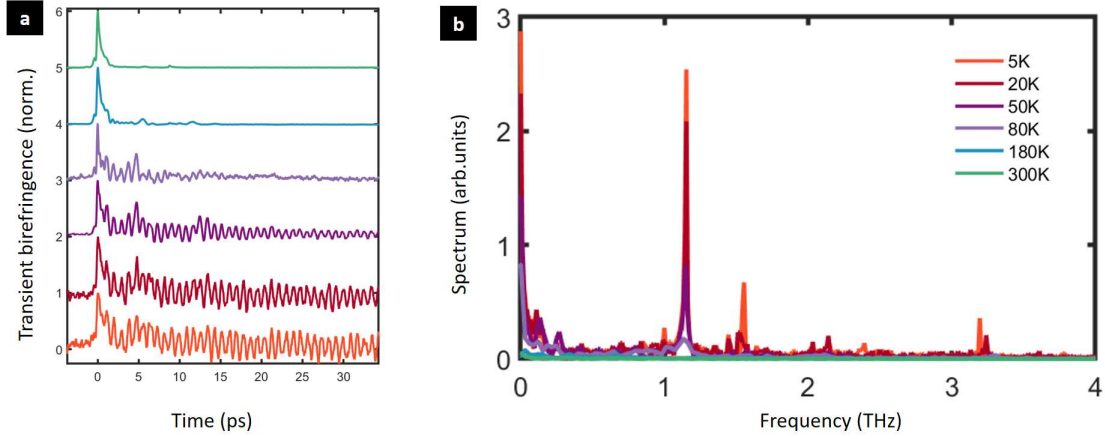 a
Transient birefringence (norm.)
6
5
4
3
2
1
0
0 5 10 15 20 25 30
Time (ps)
b
Spectrum (arb.units)
3
2
1
0
5K
20K
50K
80K
180K
300K
0 1 2 3 4
Frequency (THz)